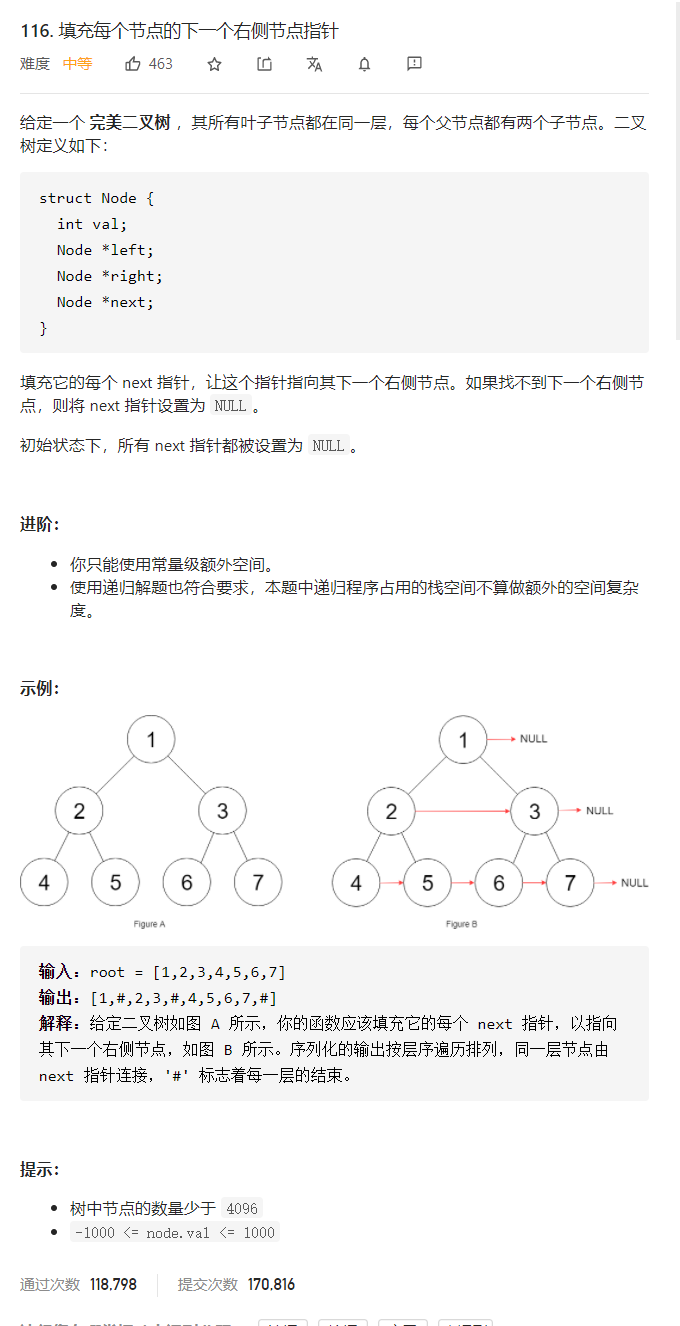 116. 填充每个节点的下一个右侧节点指针
难度 中等 463
给定一个 完美二叉树 ，其所有叶子节点都在同一层，每个父节点都有两个子节点。二叉
树定义如下：
struct Node {
int val;
Node *left;
Node *right;
Node *next;
}
填充它的每个 next 指针，让这个指针指向其下一个右侧节点。如果找不到下一个右侧节
点，则将 next 指针设置为 NULL。
初始状态下，所有 next 指针都被设置为 NULL。
进阶：
你只能使用常量级额外空间。
使用递归解题也符合要求，本题中递归程序占用的栈空间不算做额外的空间复杂
度。
示例：
1
2 3
4 5 6 7
Figure A
1 NULL
2 3 NULL
4 5 6 7 NULL
Figure B
输入：root = [1,2,3,4,5,6,7]
输出：[1,#,2,3,#,4,5,6,7,#]
解释：给定二叉树如图 A 所示，你的函数应该填充它的每个 next 指针，以指向
其下一个右侧节点，如图 B 所示。序列化的输出按层序遍历排列，同一层节点由
next 指针连接，'#' 标志着每一层的结束。
提示：
树中节点的数量少于 4096
-1000 <= node.val <= 1000
通过次数 118,798 提交次数 170,816